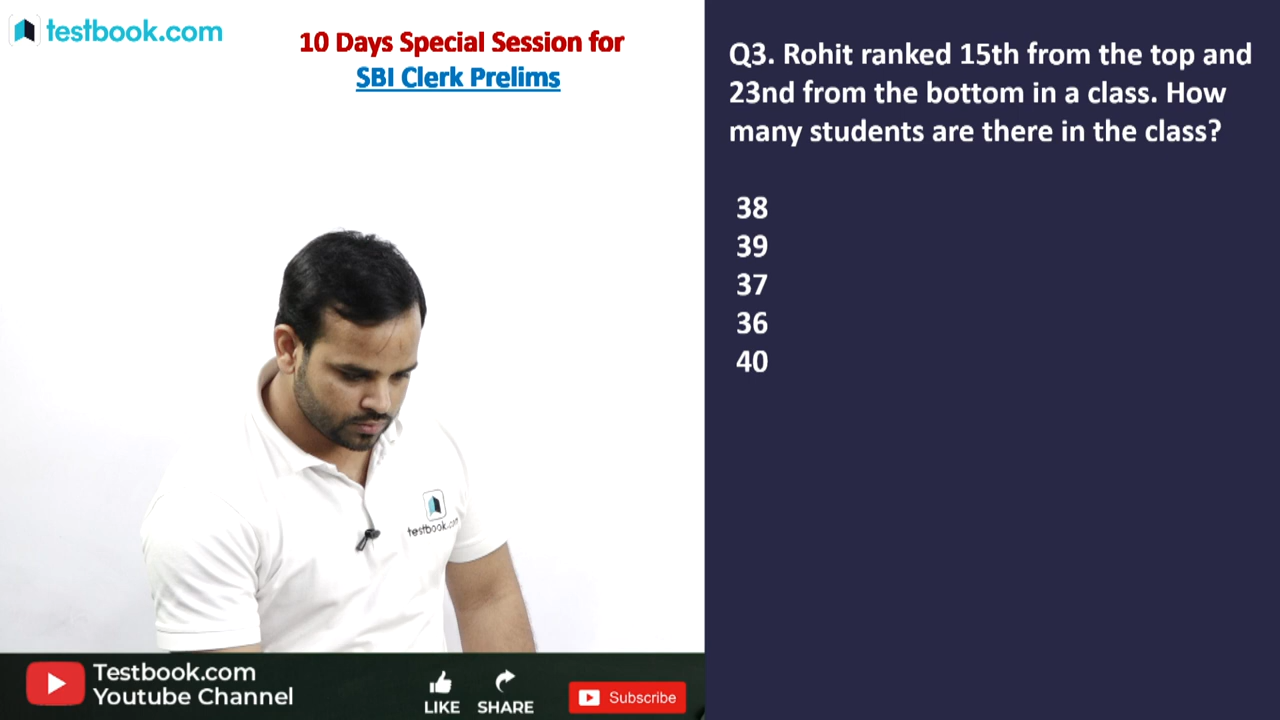 testbook.com
10 Days Special Session for
SBI Clerk Prelims
Q3. Rohit ranked 15th from the top and
23nd from the bottom in a class. How
many students are there in the class?
38
39
37
36
40
testbook.com
Testbook.com
Youtube Channel
LIKE
SHARE
Subscribe